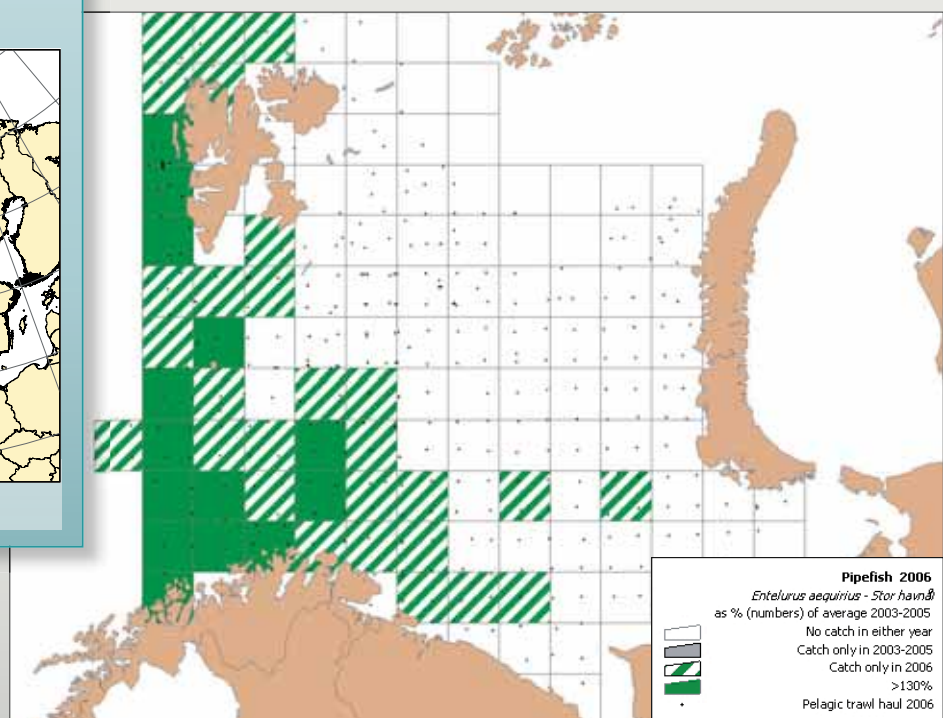 Pipefish 2006
Entelurus aequirius - Stor havnål
as % (numbers) of average 2003-2005
No catch in either year
Catch only in 2003-2005
Catch only in 2006
>130%
Pelagic trawl haul 2006